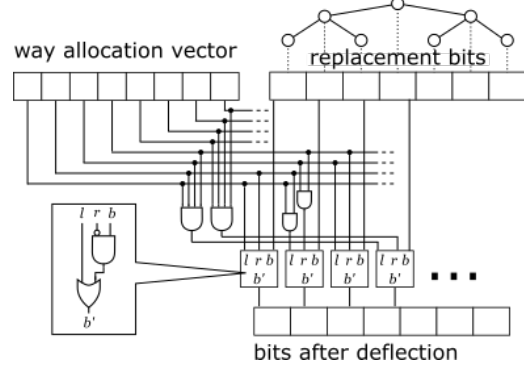 way allocation vector
replacement bits
l r b
b'
l r b
b'
l r b
b'
l r b
b'
l r b
b'
bits after deflection